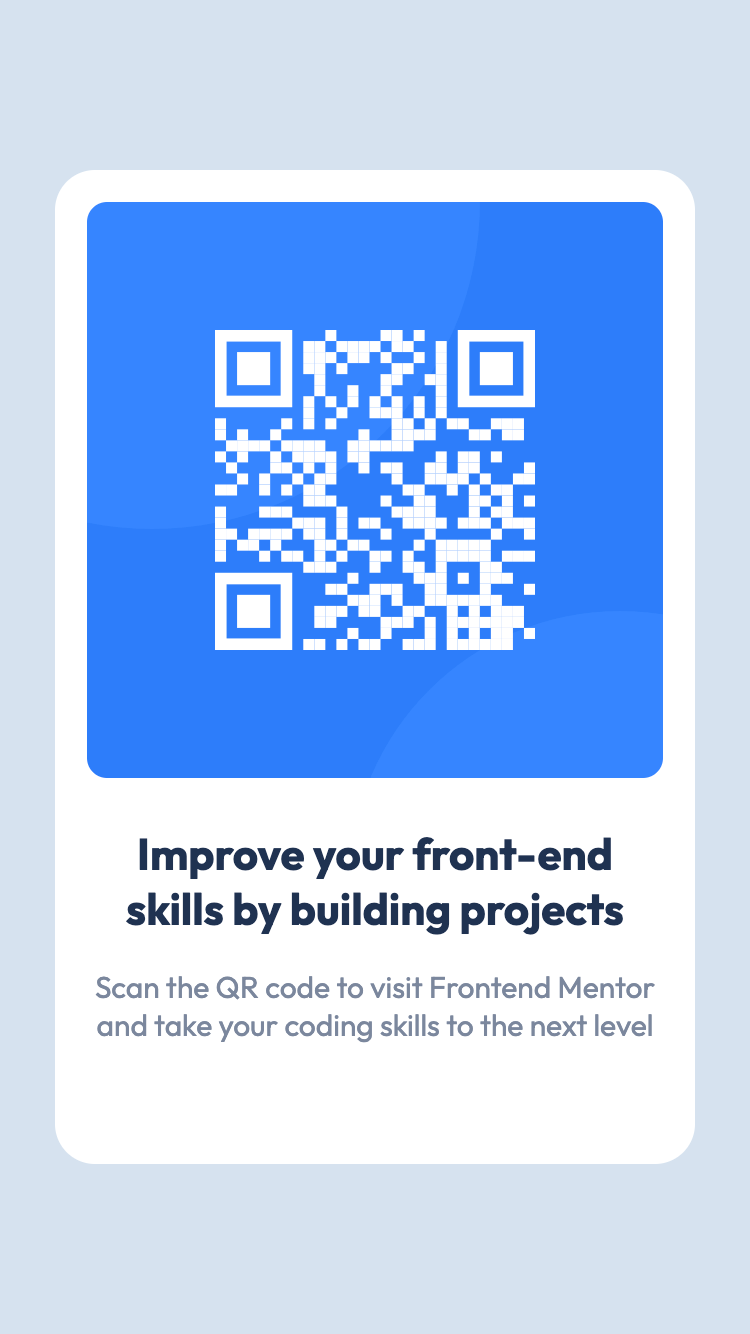 Improve your front-end
skills by building projects
Scan the QR code to visit Frontend Mentor
and take your coding skills to the next level